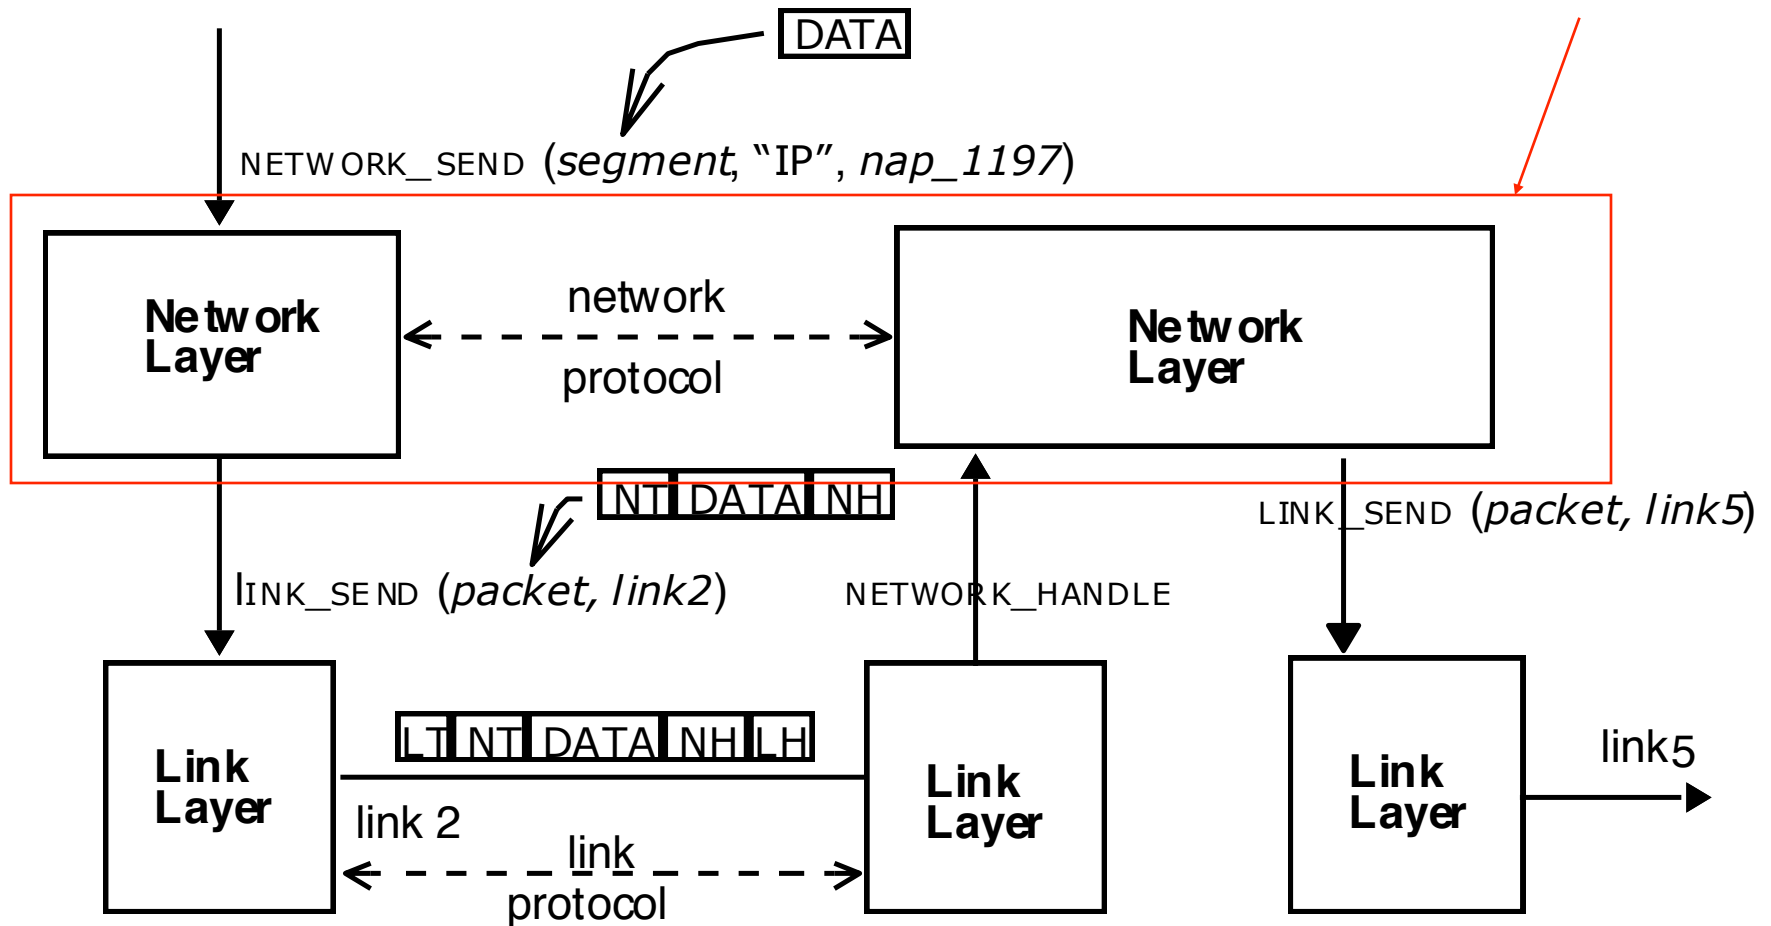 DATA
NETWORK_SEND (segment, “IP”, nap_1197)
Network
Layer
network
protocol
Network
Layer
NT DATA NH
LINK_SEND (packet, link5)
lINK_SEND (packet, link2)
NETWORK_HANDLE
LT NT DATA NH LH
Link
Layer
link 2
link
protocol
Link
Layer
Link
Layer
link5